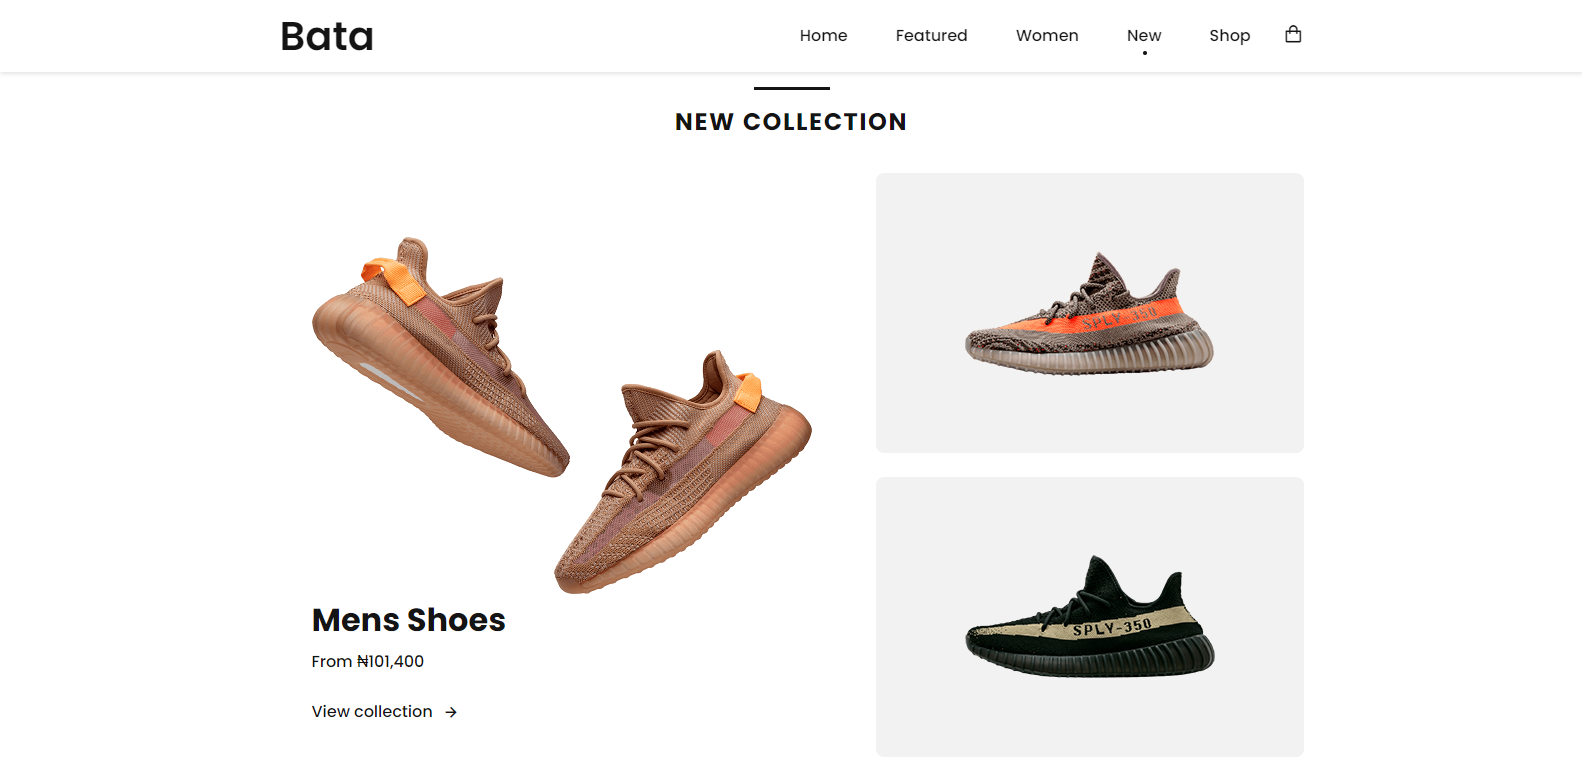 Bata
Home Featured Women New Shop
NEW COLLECTION
SPLY-350
Mens Shoes
From ₦101,400
View collection →
SPLY-350